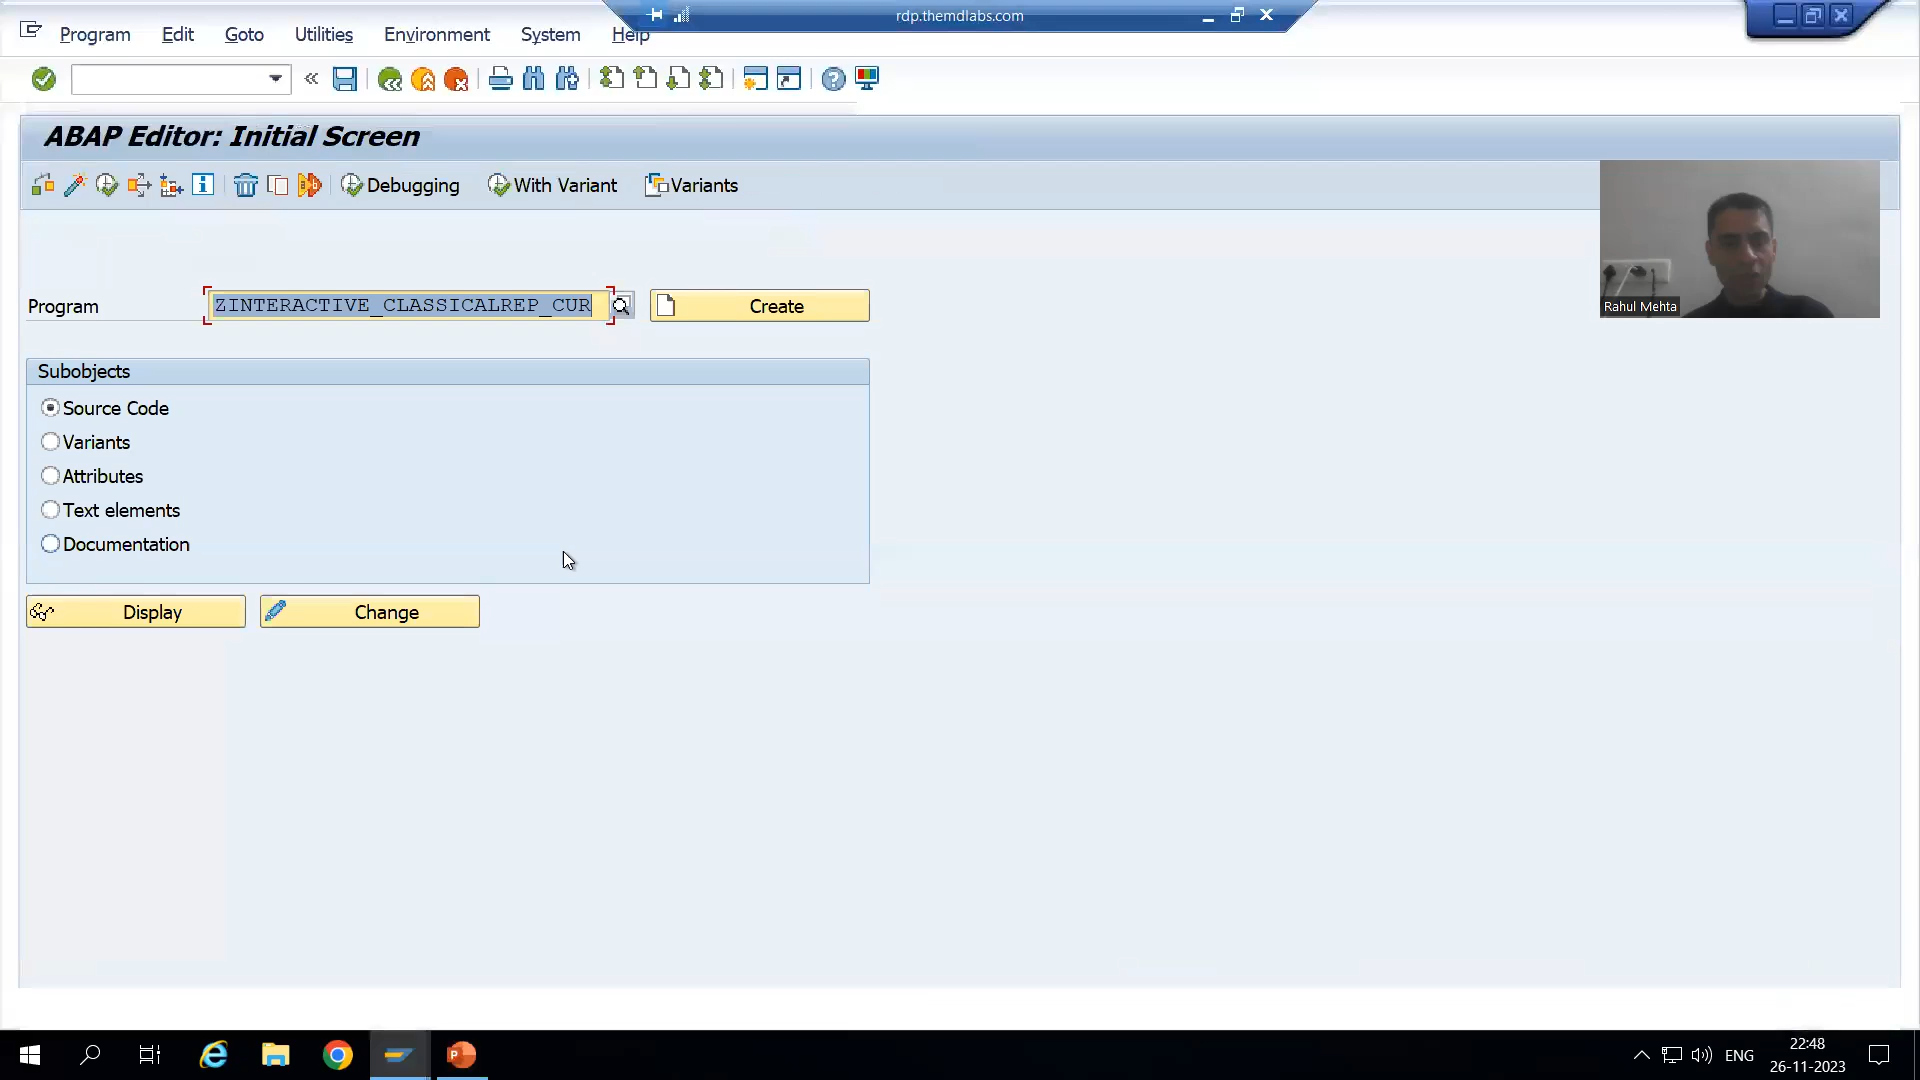 rdp.themdlabs.com
Program Edit Goto Utilities Environment System Help
ABAP Editor: Initial Screen
Debugging With Variant Variants
Program ZINTERACTIVE_CLASSICALREP_CUR Create
Rahul Mehta
Subobjects
Source Code
Variants
Attributes
Text elements
Documentation
Display Change
ENG
22:48
26-11-2023